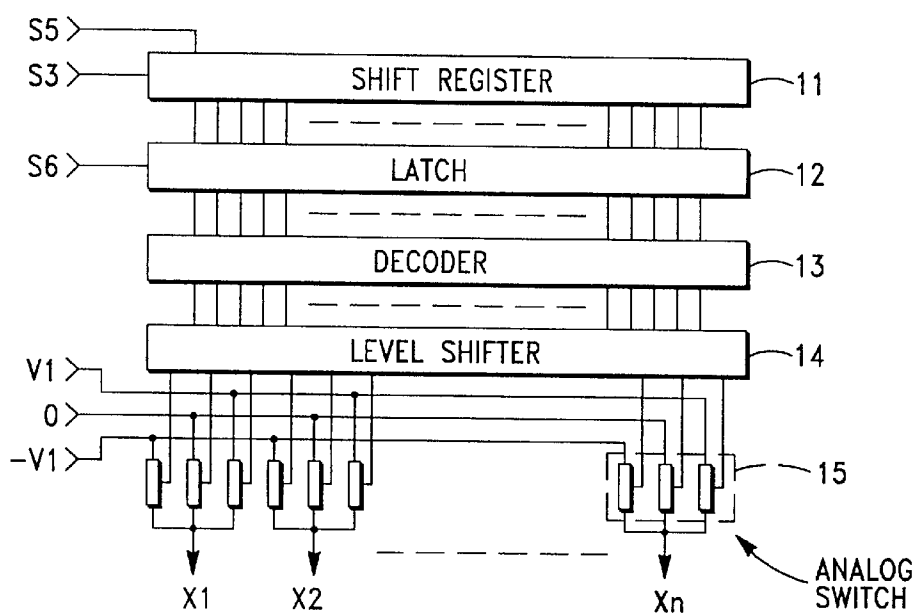 S5
S3
SHIFT REGISTER
11
S6
LATCH
12
DECODER
13
LEVEL SHIFTER
14
V1
0
-V1
15
X1
X2
Xn
ANALOG
SWITCH